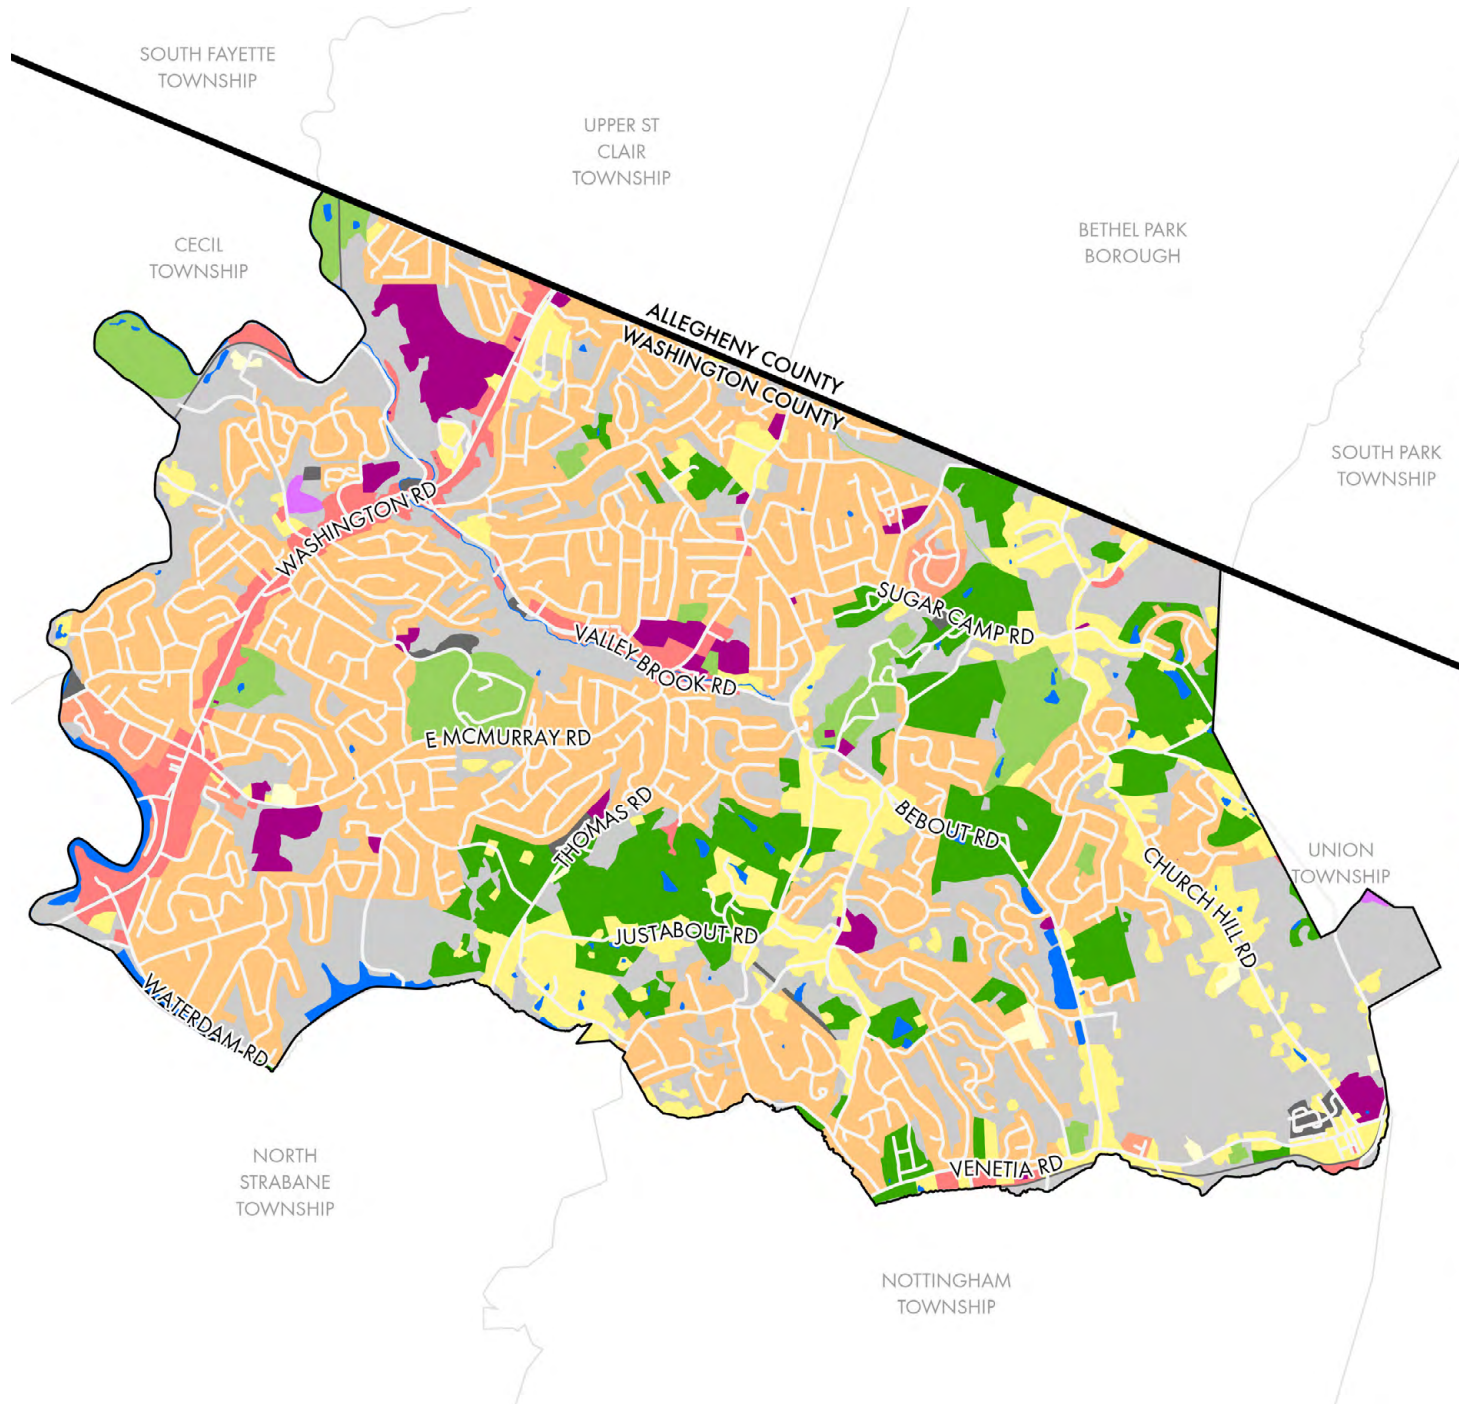 SOUTH FAYETTE
TOWNSHIP
UPPER ST
CLAIR
TOWNSHIP
BETHEL PARK
BOROUGH
CECIL
TOWNSHIP
ALLEGHENY COUNTY
WASHINGTON COUNTY
SOUTH PARK
TOWNSHIP
WASHINGTON RD
SUGAR CAMP RD
VALLEY BROOK RD
E MCMURRAY RD
THOMAS RD
BEBOUT RD
CHURCH HILL RD
UNION
TOWNSHIP
JUSTABOUT RD
WATERDAM RD
VENETIA RD
NORTH
STRABANE
TOWNSHIP
NOTTINGHAM
TOWNSHIP